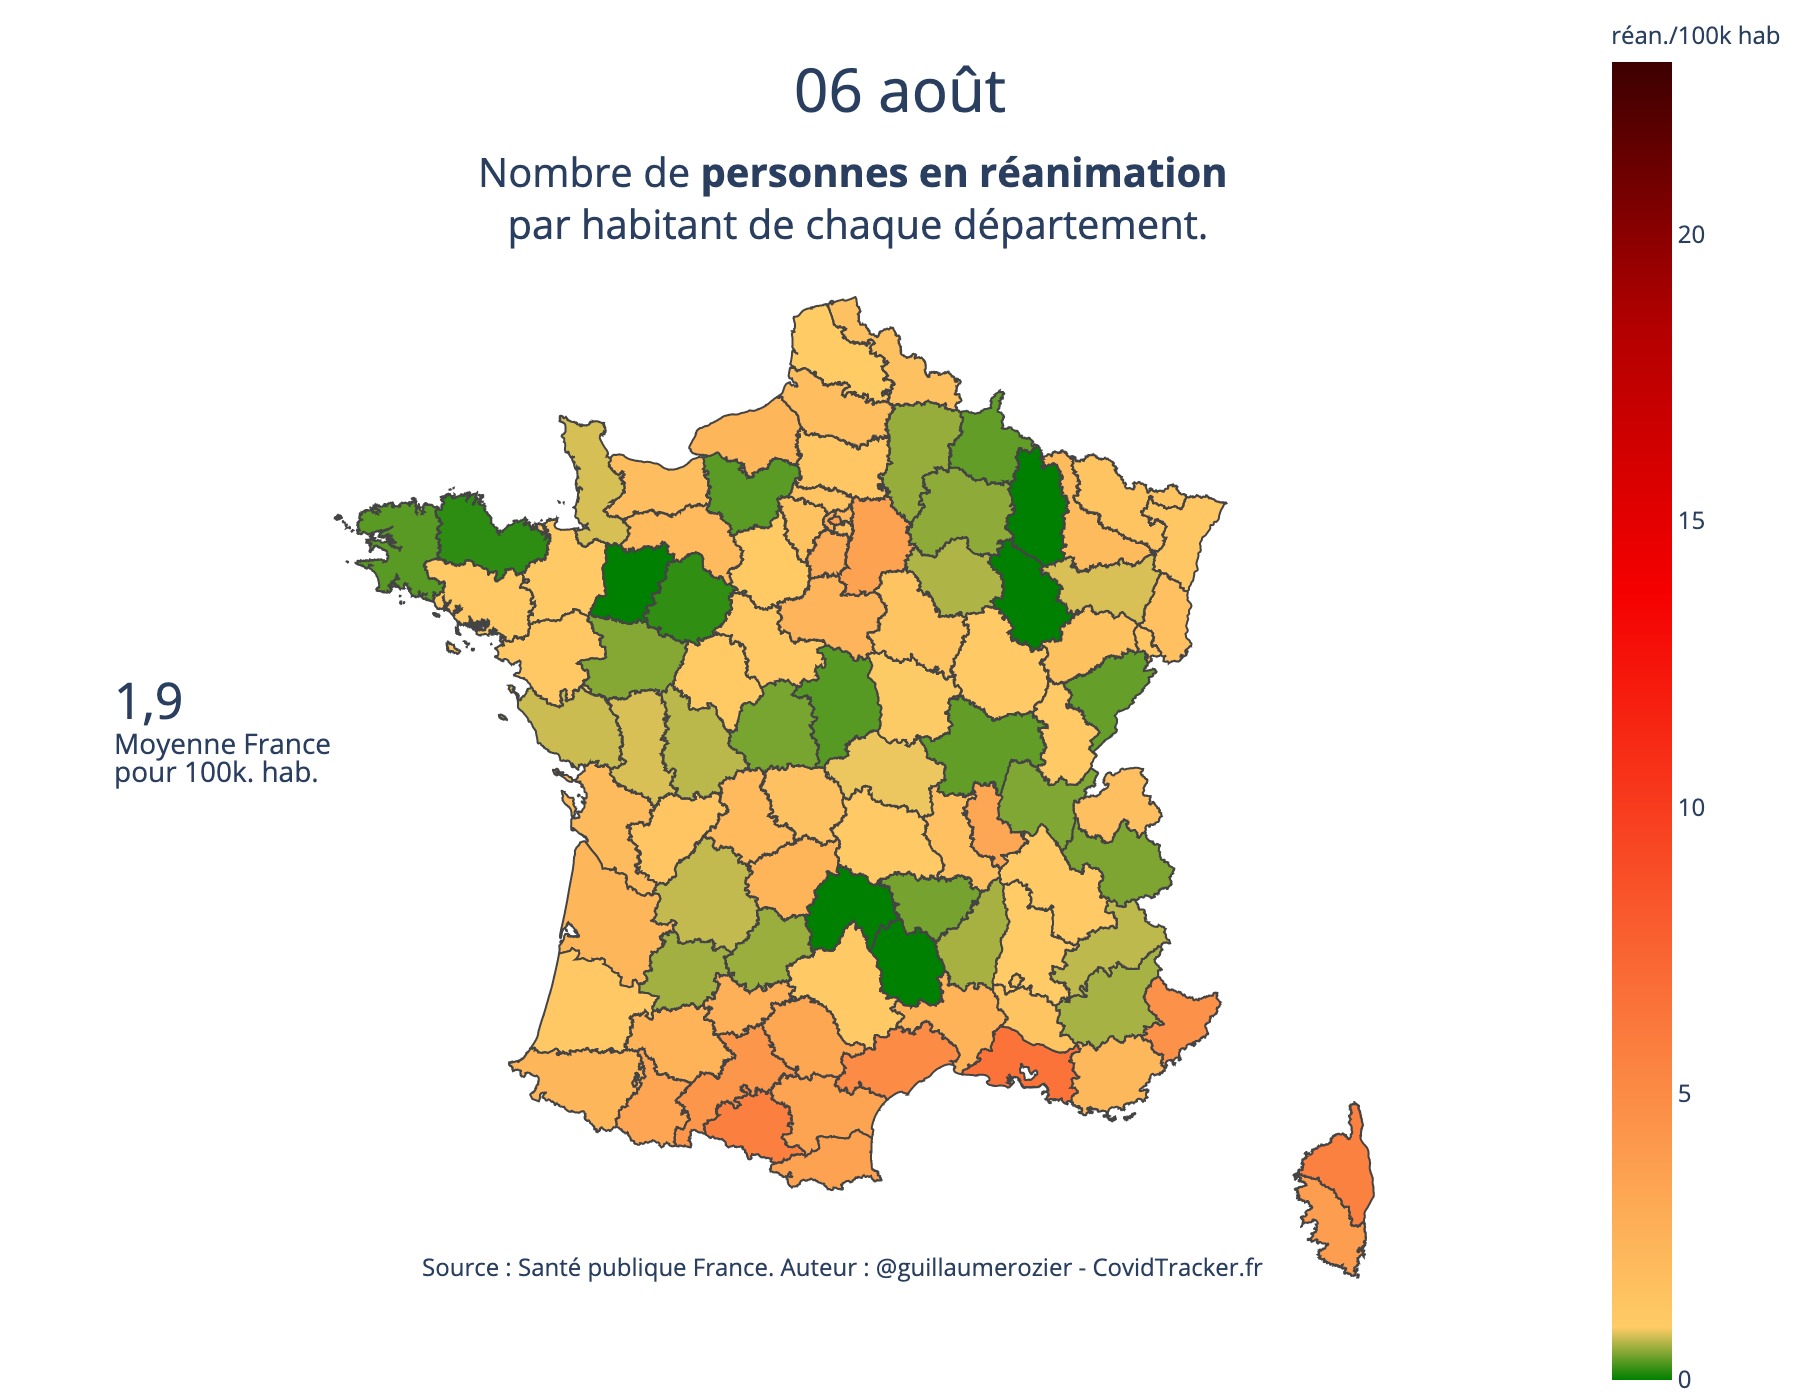 réan./100k hab
06 août
Nombre de personnes en réanimation
par habitant de chaque département.
20
15
10
5
0
1,9
Moyenne France
pour 100k. hab.
Source : Santé publique France. Auteur : @guillaumerozier - CovidTracker.fr